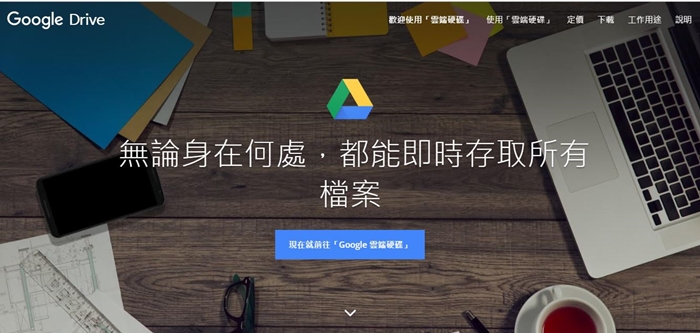 Google Drive
歡迎使用「雲端硬碟」 使用「雲端硬碟」 定價 下載 工作用途 說明
無論身在何處，都能即時存取所有
檔案
現在就前往「Google 雲端硬碟」